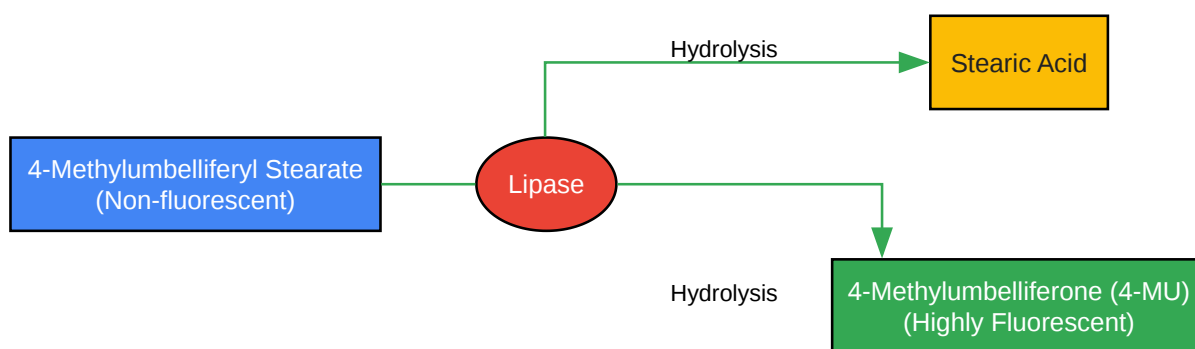 Hydrolysis
Stearic Acid
4-Methylumbelliferyl Stearate
(Non-fluorescent)
Lipase
Hydrolysis
4-Methylumbelliferone (4-MU)
(Highly Fluorescent)